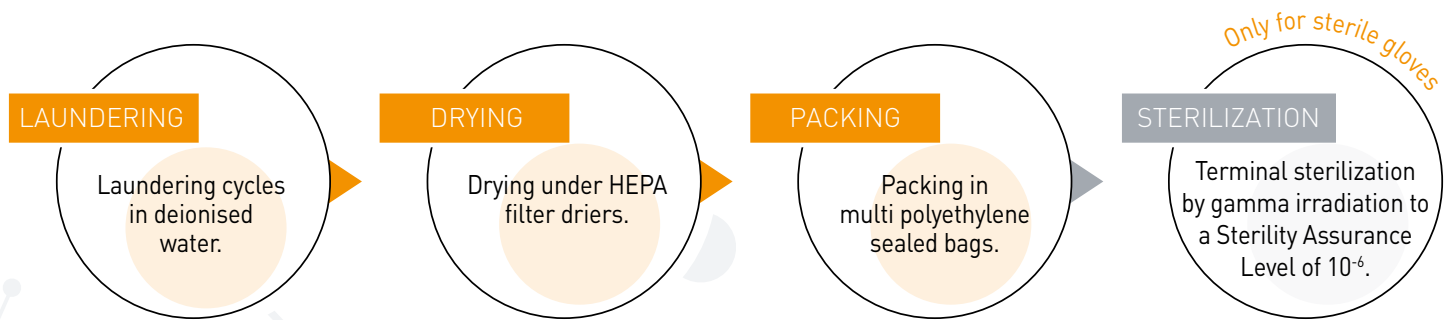 LAUNDERING
Laundering cycles
in deionised
water.
DRYING
Drying under HEPA
filter driers.
PACKING
Packing in
multi polyethylene
sealed bags.
Only for sterile gloves
STERILIZATION
Terminal sterilization
by gamma irradiation to
a Sterility Assurance
Level of 10⁻⁶.